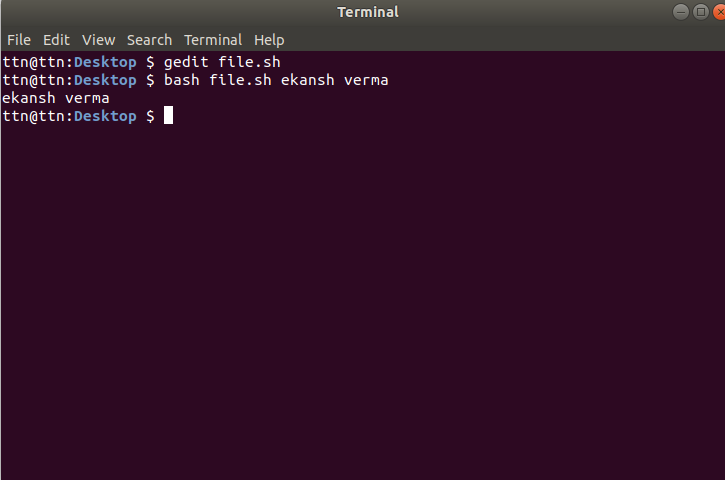 Terminal
File Edit View Search Terminal Help
ttn@ttn:Desktop $ gedit file.sh
ttn@ttn:Desktop $ bash file.sh ekansh verma
ekansh verma
ttn@ttn:Desktop $